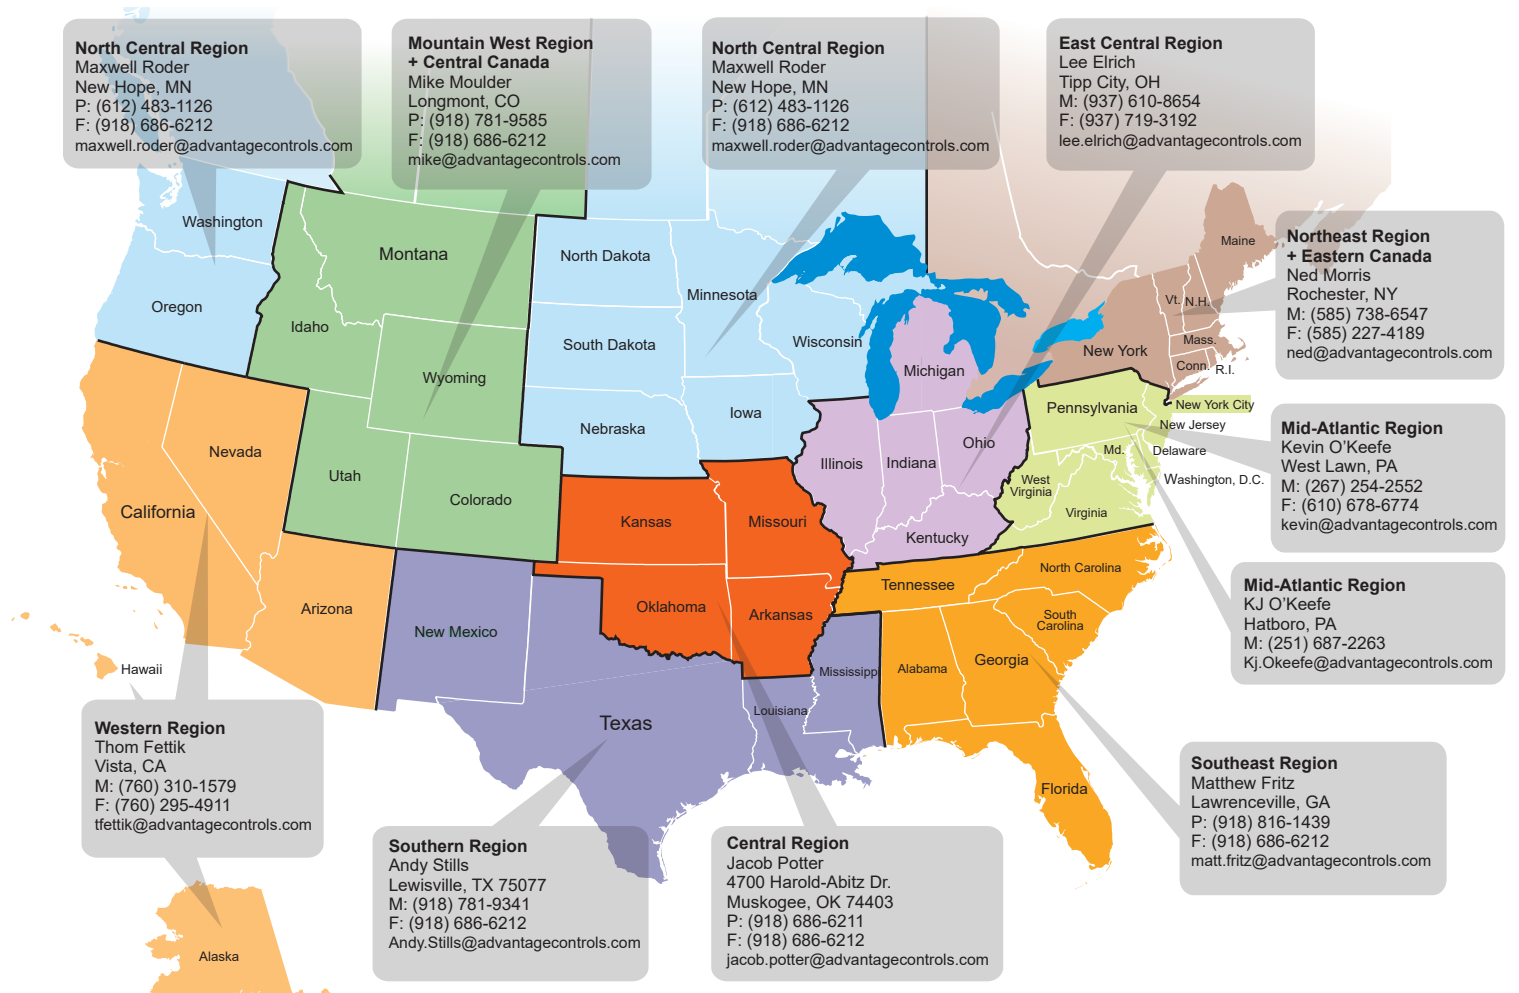 North Central Region
Maxwell Roder
New Hope, MN
P: (612) 483-1126
F: (918) 686-6212
maxwell.roder@advantagecontrols.com
Mountain West Region
+ Central Canada
Mike Moulder
Longmont, CO
P: (918) 781-9585
F: (918) 686-6212
mike@advantagecontrols.com
North Central Region
Maxwell Roder
New Hope, MN
P: (612) 483-1126
F: (918) 686-6212
maxwell.roder@advantagecontrols.com
East Central Region
Lee Elrich
Tipp City, OH
M: (937) 610-8654
F: (937) 719-3192
lee.elrich@advantagecontrols.com
Northeast Region
+ Eastern Canada
Ned Morris
Rochester, NY
M: (585) 738-6547
F: (585) 227-4189
ned@advantagecontrols.com
Mid-Atlantic Region
Kevin O’Keefe
West Lawn, PA
M: (267) 254-2552
F: (610) 678-6774
kevin@advantagecontrols.com
Mid-Atlantic Region
KJ O’Keefe
Hatboro, PA
M: (251) 687-2263
Kj.Okeefe@advantagecontrols.com
Southeast Region
Matthew Fritz
Lawrenceville, GA
P: (918) 816-1439
F: (918) 686-6212
matt.fritz@advantagecontrols.com
Western Region
Thom Fettik
Vista, CA
M: (760) 310-1579
F: (760) 295-4911
tfettik@advantagecontrols.com
Southern Region
Andy Stills
Lewisville, TX 75077
M: (918) 781-9341
F: (918) 686-6212
Andy.Stills@advantagecontrols.com
Central Region
Jacob Potter
4700 Harold-Abitz Dr.
Muskogee, OK 74403
P: (918) 686-6211
F: (918) 686-6212
jacob.potter@advantagecontrols.com
Washington
Oregon
Montana
Idaho
Wyoming
Utah
Colorado
Nevada
California
Arizona
Hawaii
Alaska
North Dakota
South Dakota
Nebraska
Minnesota
Iowa
Wisconsin
Michigan
Illinois
Indiana
Ohio
Kentucky
Kansas
Missouri
Oklahoma
Arkansas
New Mexico
Texas
Louisiana
Mississippi
Tennessee
North Carolina
South
Carolina
Alabama
Georgia
Florida
Maine
Vt.
N.H.
Mass.
Conn.
R.I.
New York
New York City
Pennsylvania
New Jersey
Md.
Delaware
Washington, D.C.
West
Virginia
Virginia